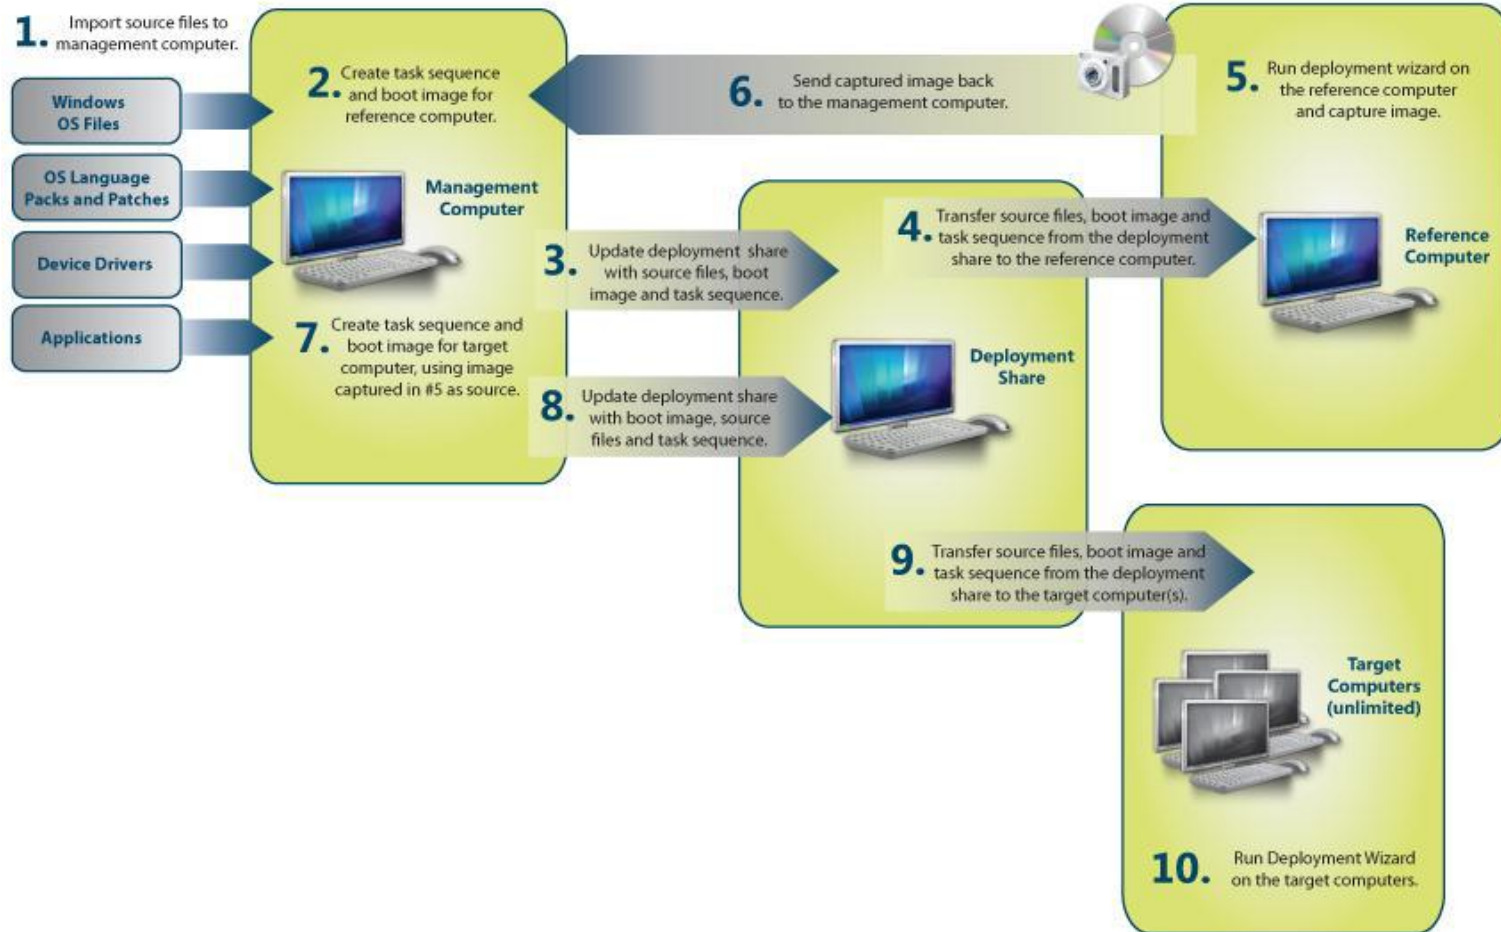 1. Import source files to
management computer.
Windows
OS Files
OS Language
Packs and Patches
Device Drivers
Applications
2. Create task sequence
and boot image for
reference computer.
Management
Computer
7. Create task sequence and
boot image for target
computer, using image
captured in #5 as source.
3. Update deployment share
with source files, boot
image and task sequence.
8. Update deployment share
with boot image, source
files and task sequence.
Deployment
Share
4. Transfer source files, boot image and
task sequence from the deployment
share to the reference computer.
5. Run deployment wizard on
the reference computer
and capture image.
Reference
Computer
6. Send captured image back
to the management computer.
9. Transfer source files, boot image and
task sequence from the deployment
share to the target computer(s).
Target
Computers
(unlimited)
10. Run Deployment Wizard
on the target computers.